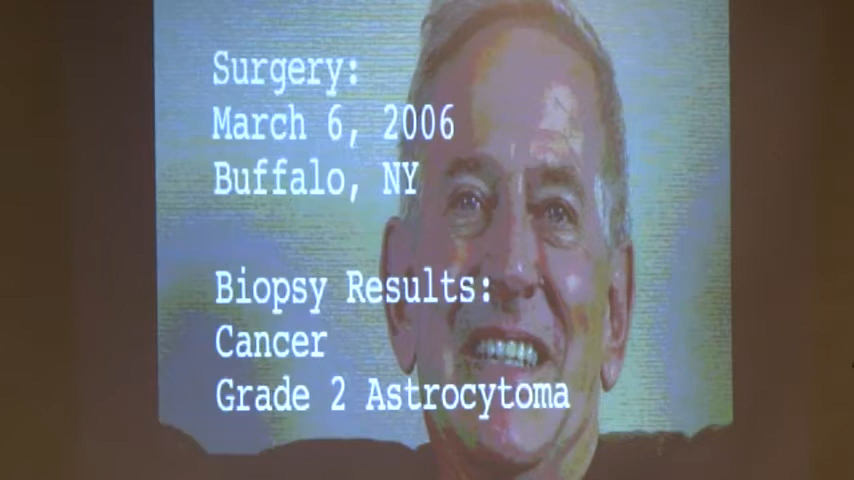 Surgery:
March 6, 2006
Buffalo, NY
Biopsy Results:
Cancer
Grade 2 Astrocytoma